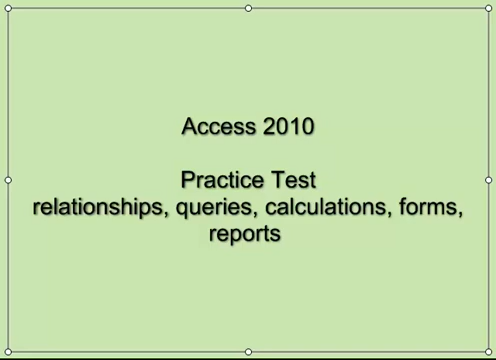 Access 2010
Practice Test
relationships, queries, calculations, forms,
reports